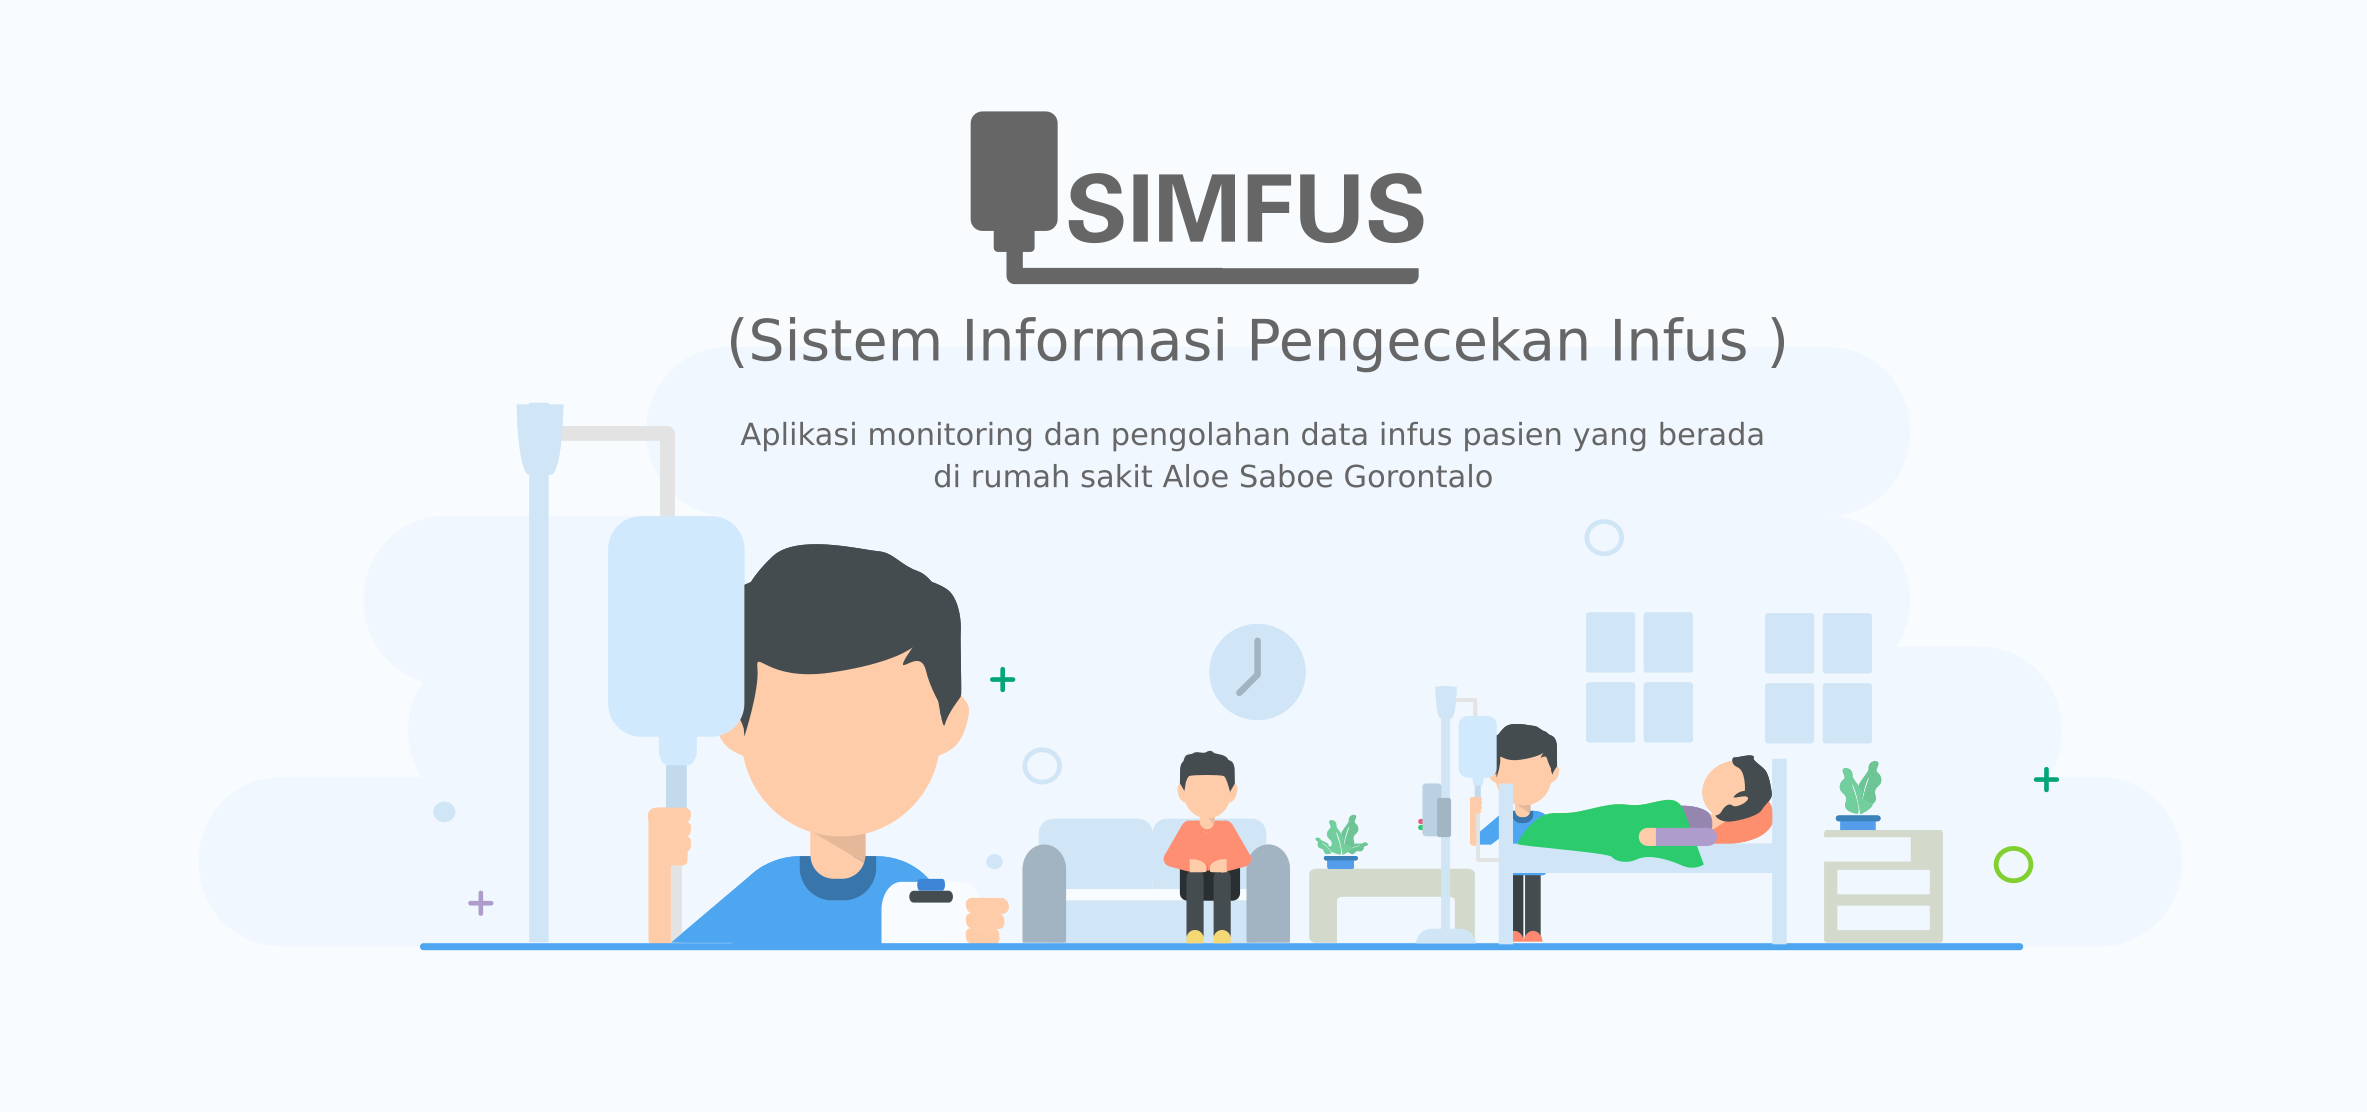 SIMFUS
(Sistem Informasi Pengecekan Infus )
Aplikasi monitoring dan pengolahan data infus pasien yang berada
di rumah sakit Aloe Saboe Gorontalo